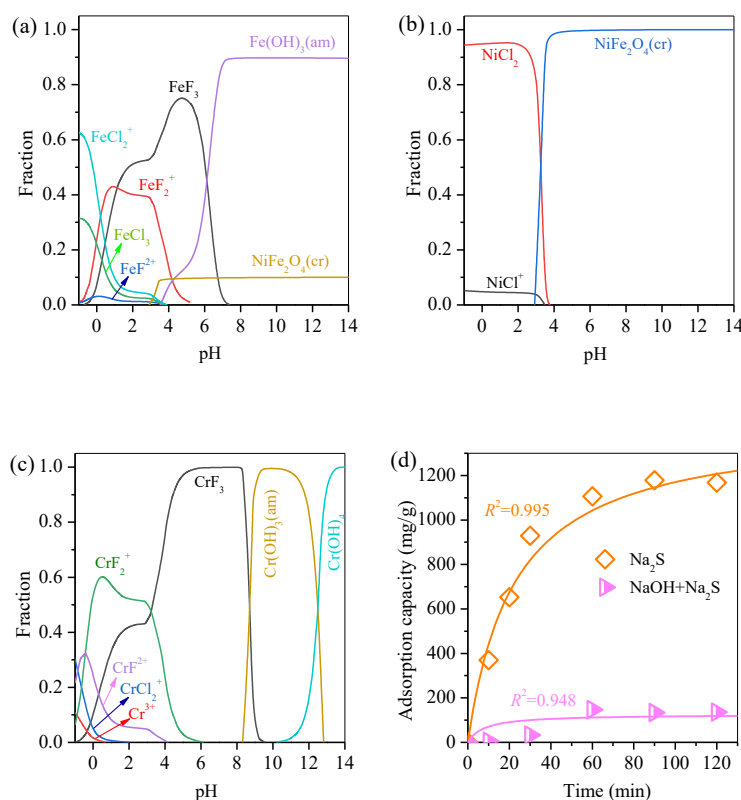 (a)
1.0
0.8
0.6
0.4
0.2
0.0
Fraction
0 2 4 6 8 10 12 14
pH
Fe(OH)₃(am)
FeF₃
FeCl₂⁺
FeF₂⁺
FeCl₃
FeF²⁺
NiFe₂O₄(cr)
(b)
1.0
0.8
0.6
0.4
0.2
0.0
Fraction
0 2 4 6 8 10 12 14
pH
NiFe₂O₄(cr)
NiCl₂
NiCl⁺
(c)
1.0
0.8
0.6
0.4
0.2
0.0
Fraction
0 2 4 6 8 10 12 14
pH
CrF₃
CrF₂⁺
CrF²⁺
CrCl₂⁺
Cr³⁺
Cr(OH)₃(am)
Cr(OH)₄
(d)
1200
1000
800
600
400
200
0
Adsorption capacity (mg/g)
0 20 40 60 80 100 120
Time (min)
R²=0.995
Na₂S
NaOH+Na₂S
R²=0.948